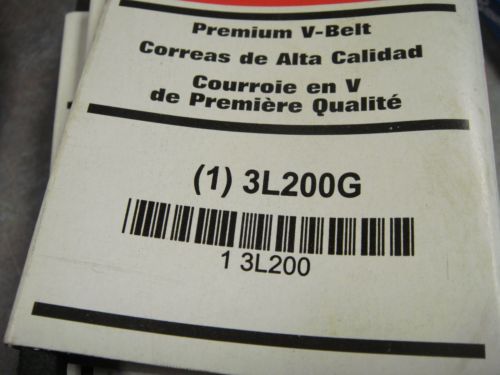 Premium V-Belt
Correas de Alta Calidad
Courroie en V
de Première Qualité
(1) 3L200G
1 3L200